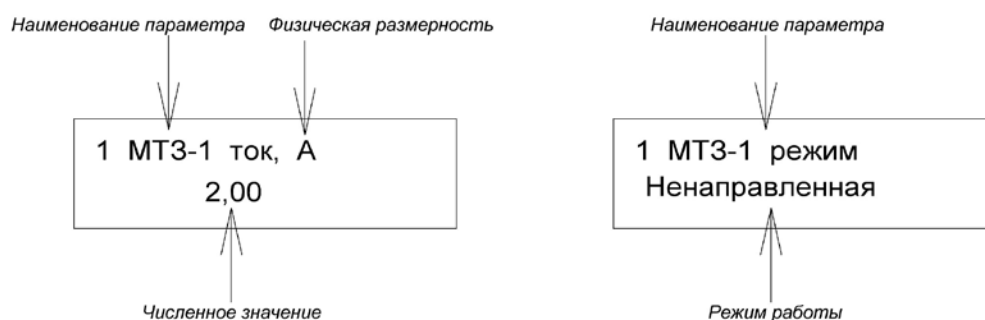 Наименование параметра
Физическая размерность
1 МТЗ-1 ток, А
2,00
Численное значение
Наименование параметра
1 МТЗ-1 режим
Ненаправленная
Режим работы